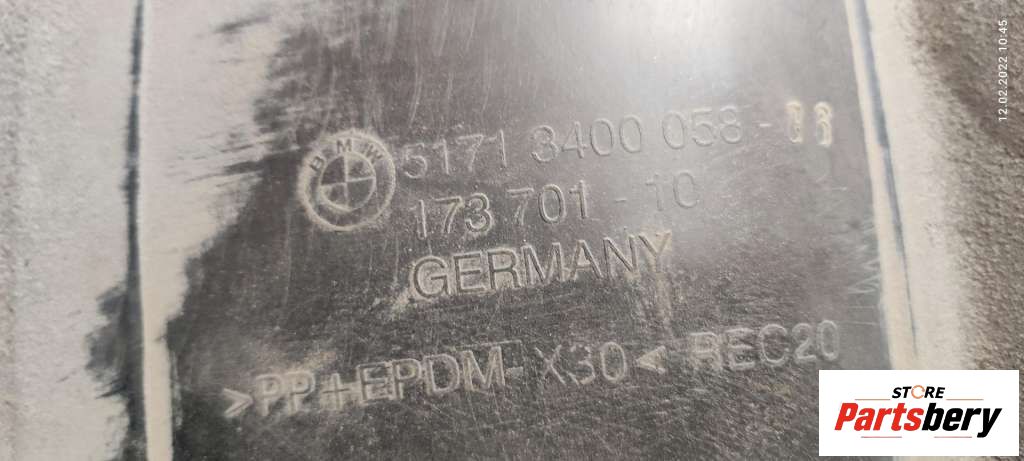 BMW
5171 3400 058-
173 701 - 10
GERMANY
>PP+EPDM-X30< REC20
12.02.2022 10:45
STORE
Partsbery